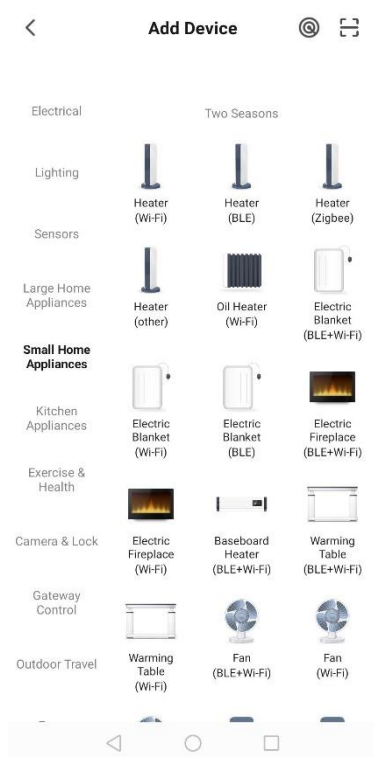 Add Device
Electrical
Lighting
Sensors
Large Home
Appliances
Small Home
Appliances
Kitchen
Appliances
Exercise &
Health
Camera & Lock
Gateway
Control
Outdoor Travel
Two Seasons
Heater
(Wi-Fi)
Heater
(BLE)
Heater
(Zigbee)
Heater
(other)
Oil Heater
(Wi-Fi)
Electric
Blanket
(BLE+Wi-Fi)
Electric
Blanket
(Wi-Fi)
Electric
Blanket
(BLE)
Electric
Fireplace
(BLE+Wi-Fi)
Electric
Fireplace
(Wi-Fi)
Baseboard
Heater
(BLE+Wi-Fi)
Warming
Table
(BLE+Wi-Fi)
Warming
Table
(Wi-Fi)
Fan
(BLE+Wi-Fi)
Fan
(Wi-Fi)